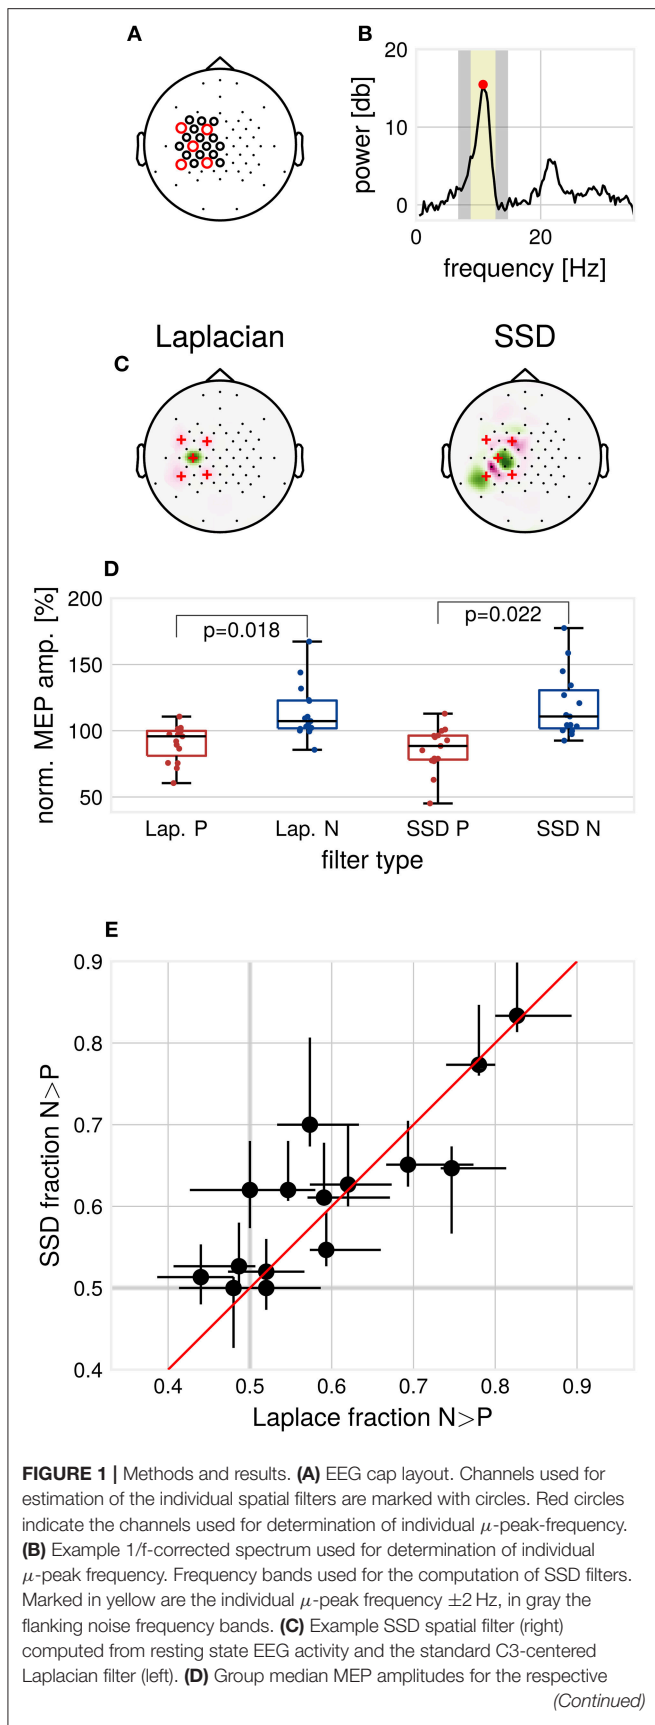 A
B
20
10
0
power [db]
0 20
frequency [Hz]
Laplacian
SSD
C
D
200
150
100
50
norm. MEP amp. [%]
p=0.018
p=0.022
Lap. P Lap. N SSD P SSD N
filter type
E
0.9
0.8
0.7
0.6
0.5
0.4
SSD fraction N>P
0.4 0.5 0.6 0.7 0.8 0.9
Laplace fraction N>P
FIGURE 1 | Methods and results. (A) EEG cap layout. Channels used for
estimation of the individual spatial filters are marked with circles. Red circles
indicate the channels used for determination of individual μ-peak-frequency.
(B) Example 1/f-corrected spectrum used for determination of individual
μ-peak frequency. Frequency bands used for the computation of SSD filters.
Marked in yellow are the individual μ-peak frequency ±2 Hz, in gray the
flanking noise frequency bands. (C) Example SSD spatial filter (right)
computed from resting state EEG activity and the standard C3-centered
Laplacian filter (left). (D) Group median MEP amplitudes for the respective
(Continued)